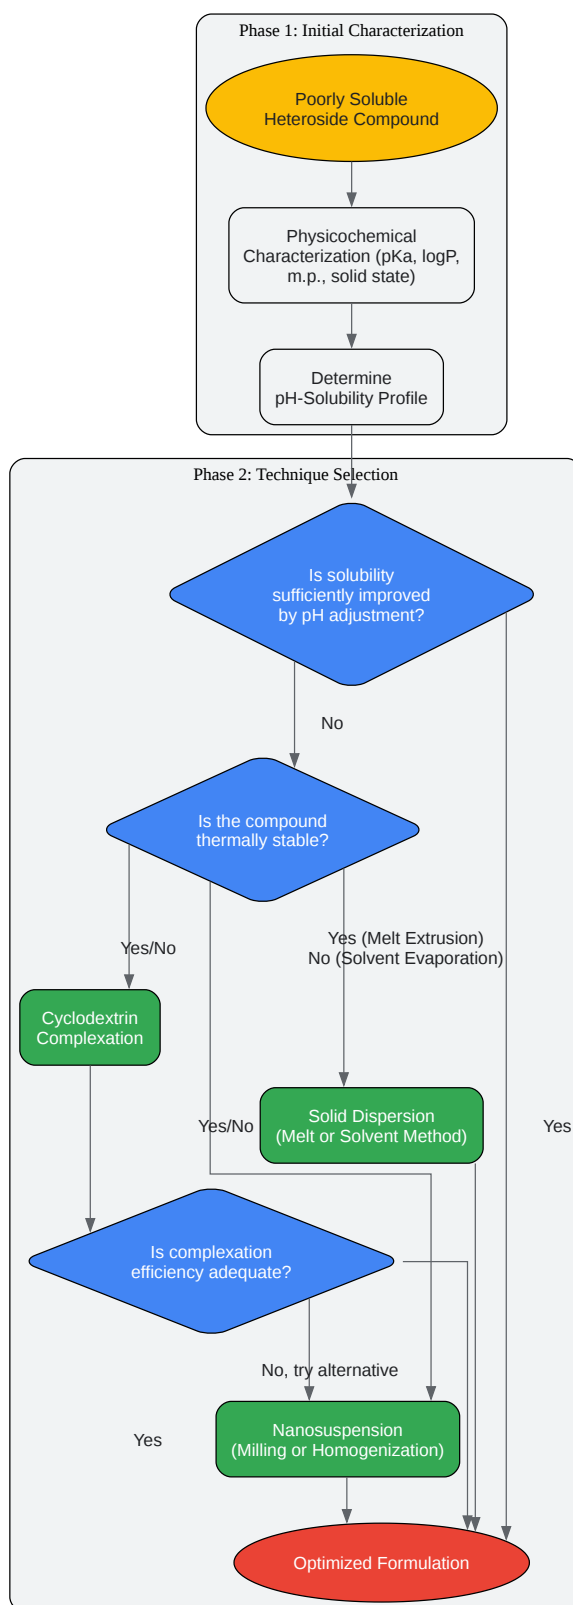 Phase 1: Initial Characterization
Poorly Soluble
Heteroside Compound
Physicochemical
Characterization (pKa, logP,
m.p., solid state)
Determine
pH-Solubility Profile
Phase 2: Technique Selection
Is solubility
sufficiently improved
by pH adjustment?
No
Is the compound
thermally stable?
Yes/No
Yes (Melt Extrusion)
No (Solvent Evaporation)
Cyclodextrin
Complexation
Solid Dispersion
(Melt or Solvent Method)
Yes/No
Yes
Is complexation
efficiency adequate?
No, try alternative
Nanosuspension
(Milling or Homogenization)
Yes
Optimized Formulation